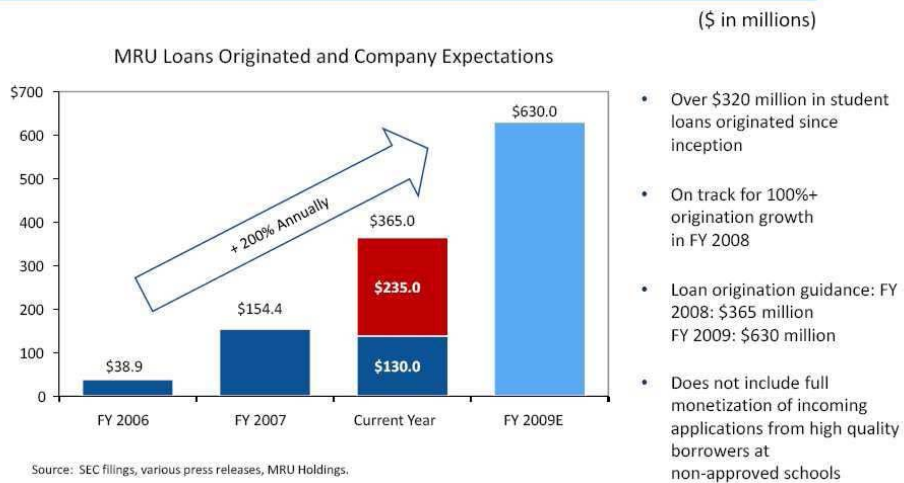 ($ in millions)
MRU Loans Originated and Company Expectations
$700
600
500
400
300
200
100
0
+ 200% Annually
$38.9
$154.4
$365.0
$235.0
$130.0
$630.0
FY 2006
FY 2007
Current Year
FY 2009E
• Over $320 million in student
loans originated since
inception
• On track for 100%+
origination growth
in FY 2008
• Loan origination guidance: FY
2008: $365 million
FY 2009: $630 million
• Does not include full
monetization of incoming
applications from high quality
borrowers at
non-approved schools
Source: SEC filings, various press releases, MRU Holdings.